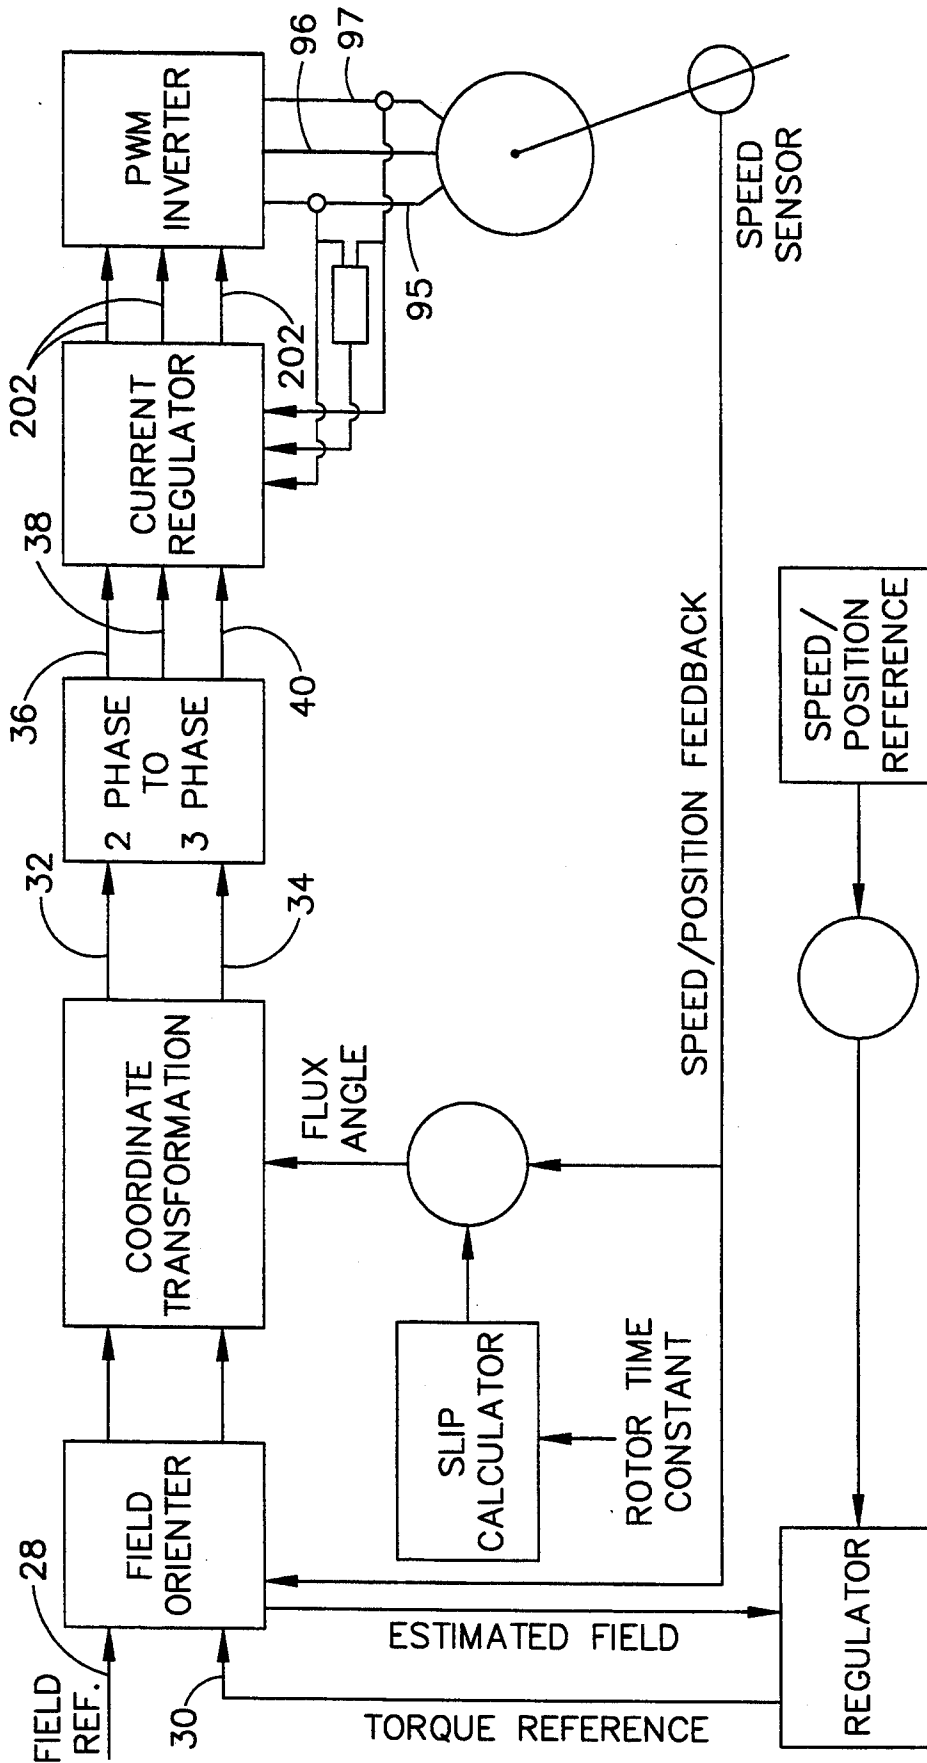 FIELD
REF.
28
30
FIELD
ORIENTER
COORDINATE
TRANSFORMATION
32
34
2 PHASE
TO
3 PHASE
36
38
40
CURRENT
REGULATOR
202
202
PWM
INVERTER
96
97
95
FLUX
ANGLE
SLIP
CALCULATOR
ROTOR TIME
CONSTANT
SPEED
SENSOR
SPEED/POSITION FEEDBACK
ESTIMATED FIELD
TORQUE REFERENCE
REGULATOR
SPEED/
POSITION
REFERENCE